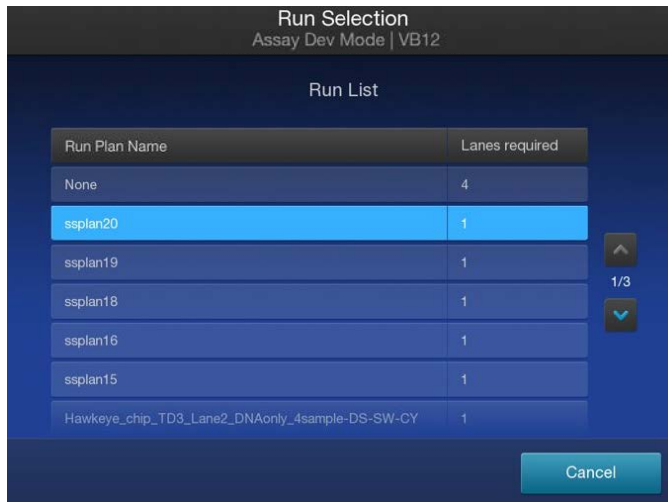 Run Selection
Assay Dev Mode | VB12
Run List
Run Plan Name Lanes required
None 4
ssplan20 1
ssplan19 1
ssplan18 1
1/3
ssplan16 1
ssplan15 1
Hawkeye_chip_TD3_Lane2_DNAonly_4sample-DS-SW-CY 1
Cancel